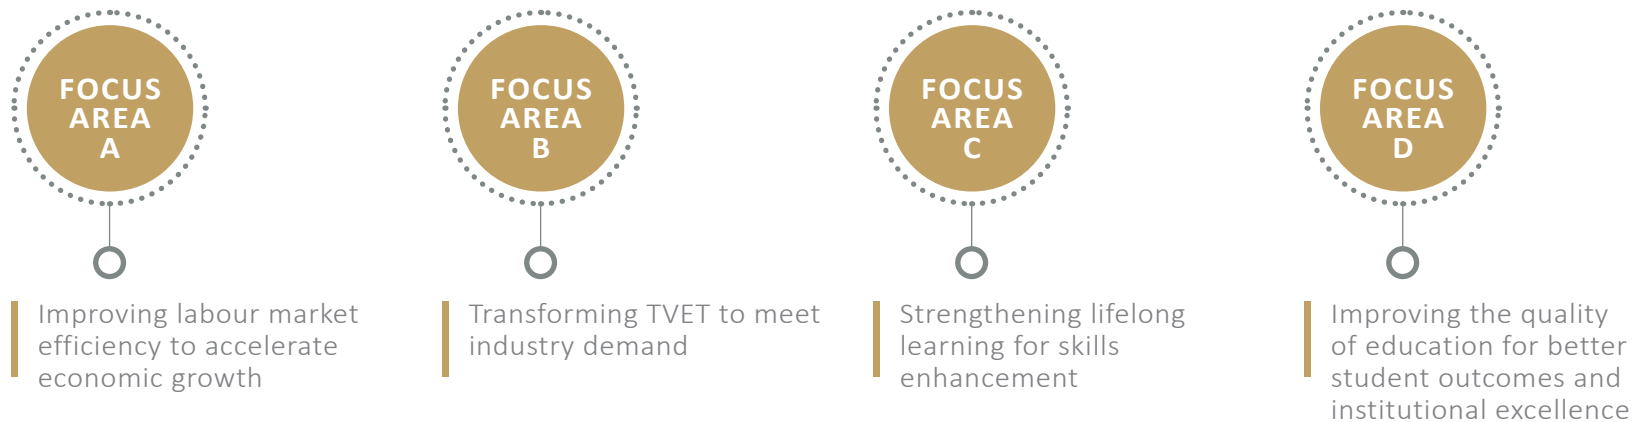 FOCUS
AREA
A
Improving labour market
efficiency to accelerate
economic growth
FOCUS
AREA
B
Transforming TVET to meet
industry demand
FOCUS
AREA
C
Strengthening lifelong
learning for skills
enhancement
FOCUS
AREA
D
Improving the quality
of education for better
student outcomes and
institutional excellence